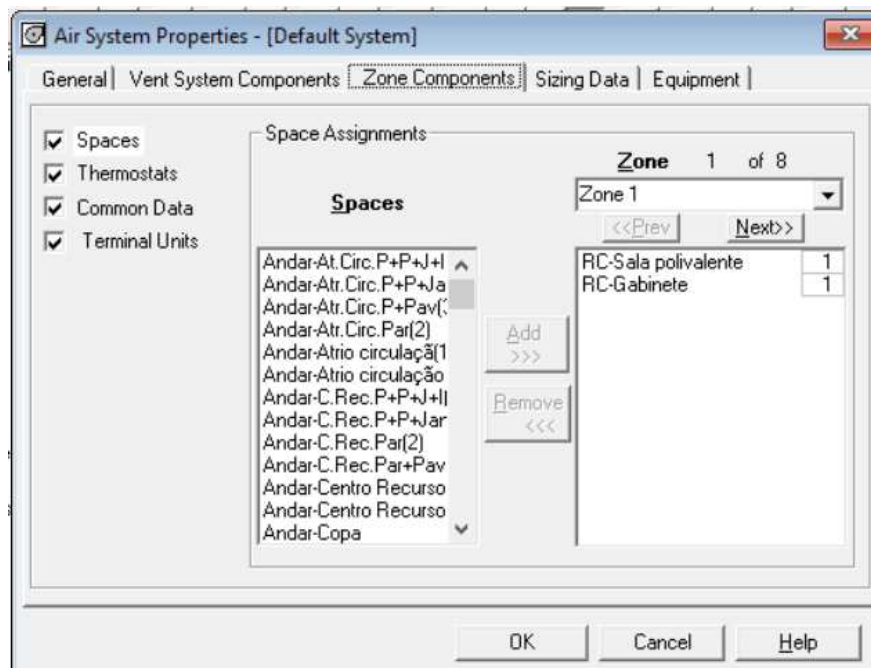 Air System Properties - [Default System]
General Vent System Components Zone Components Sizing Data Equipment
Spaces
Thermostats
Common Data
Terminal Units
Space Assignments
Spaces
Andar-At.Circ.P+P+J+I
Andar-Atr.Circ.P+P+Ja
Andar-Atr.Circ.P+Pav(3
Andar-Atr.Circ.Par(2)
Andar-Atrio circulaçã(1
Andar-Atrio circulação
Andar-C.Rec.P+P+J+I(
Andar-C.Rec.P+P+Jar
Andar-C.Rec.Par(2)
Andar-C.Rec.Par+Pav
Andar-Centro Recurso
Andar-Centro Recurso
Andar-Copa
Add
>>>
Remove
<<<
Zone 1 of 8
Zone 1
<<Prev Next>>
RC-Sala polivalente 1
RC-Gabinete 1
OK Cancel Help